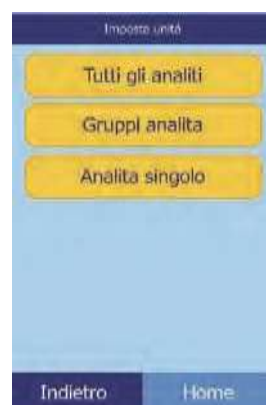 Imposta unità
Tutti gli analiti
Gruppi analita
Analita singolo
Indietro
Home